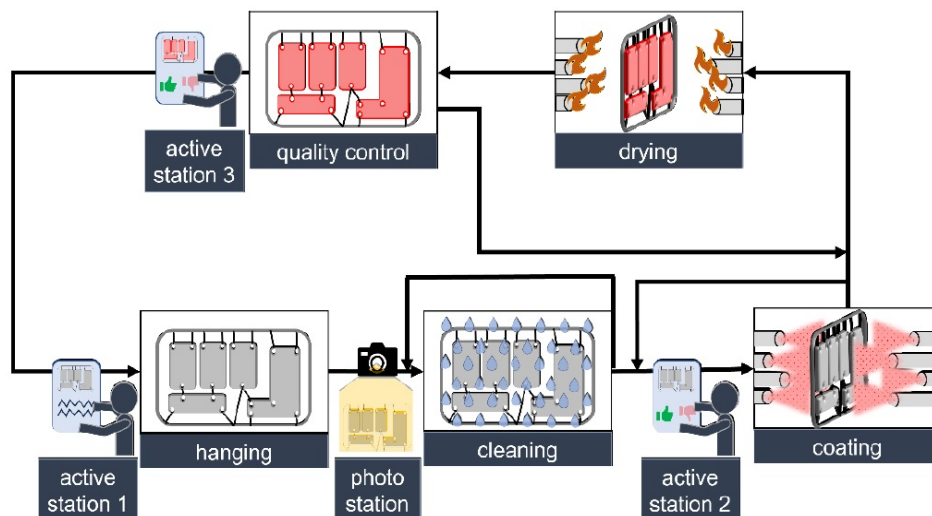 active
station 3
quality control
drying
active
station 1
hanging
photo
station
cleaning
active
station 2
coating